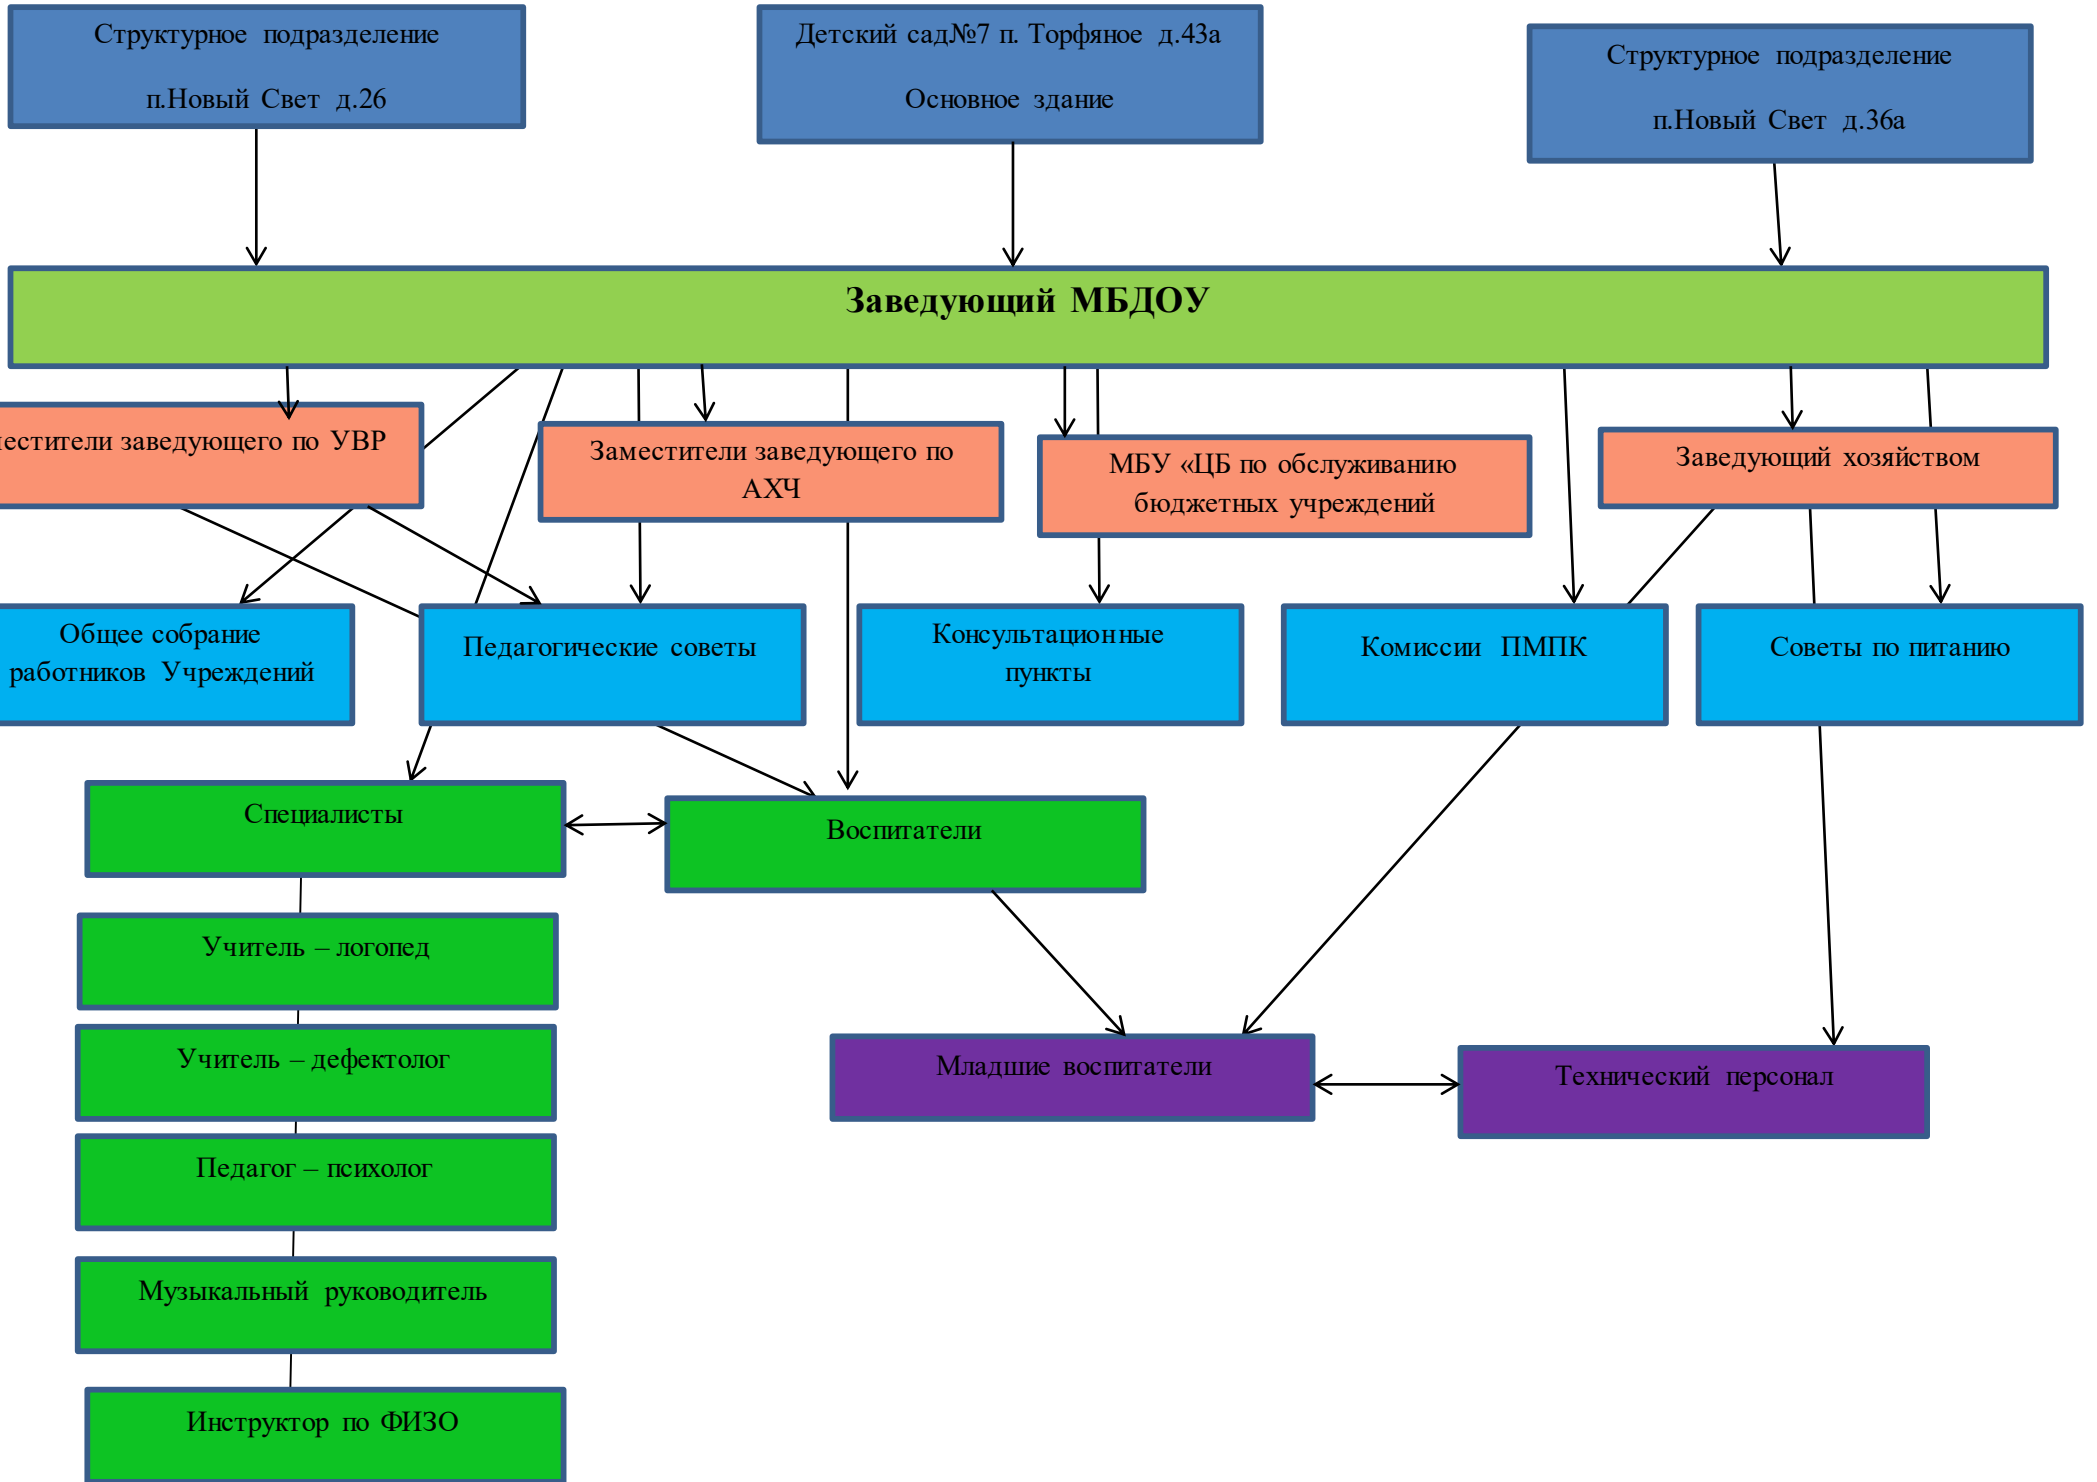 Структурное подразделение
п.Новый Свет д.26
Детский сад№7 п. Торфяное д.43а
Основное здание
Структурное подразделение
п.Новый Свет д.36а
Заведующий МБДОУ
заведующего по УВР
Заместители заведующего по
АХЧ
МБУ «ЦБ по обслуживанию
бюджетных учреждений
Заведующий хозяйством
Общее собрание
работников Учреждений
Педагогические советы
Консультационные
пункты
Комиссии ПМПК
Советы по питанию
Специалисты
Воспитатели
Учитель – логопед
Учитель – дефектолог
Педагог – психолог
Музыкальный руководитель
Инструктор по ФИЗО
Младшие воспитатели
Технический персонал